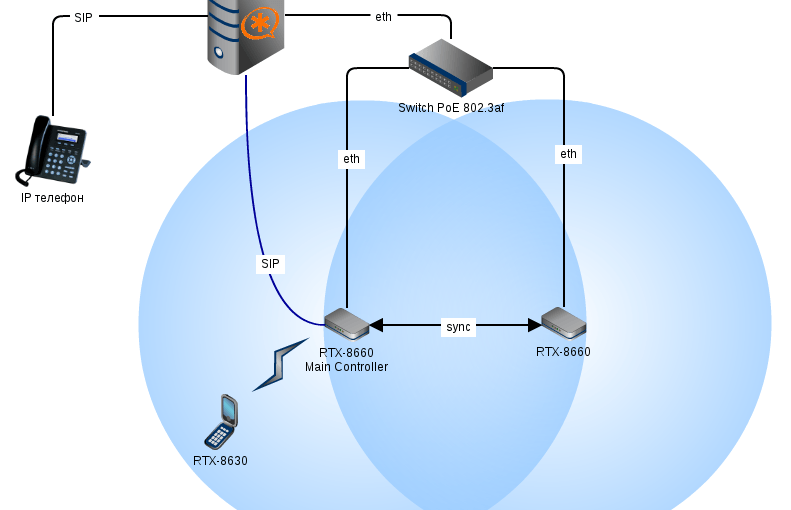 SIP
eth
Switch PoE 802.3af
eth
eth
IP телефон
SIP
sync
RTX-8660
Main Controller
RTX-8660
RTX-8630